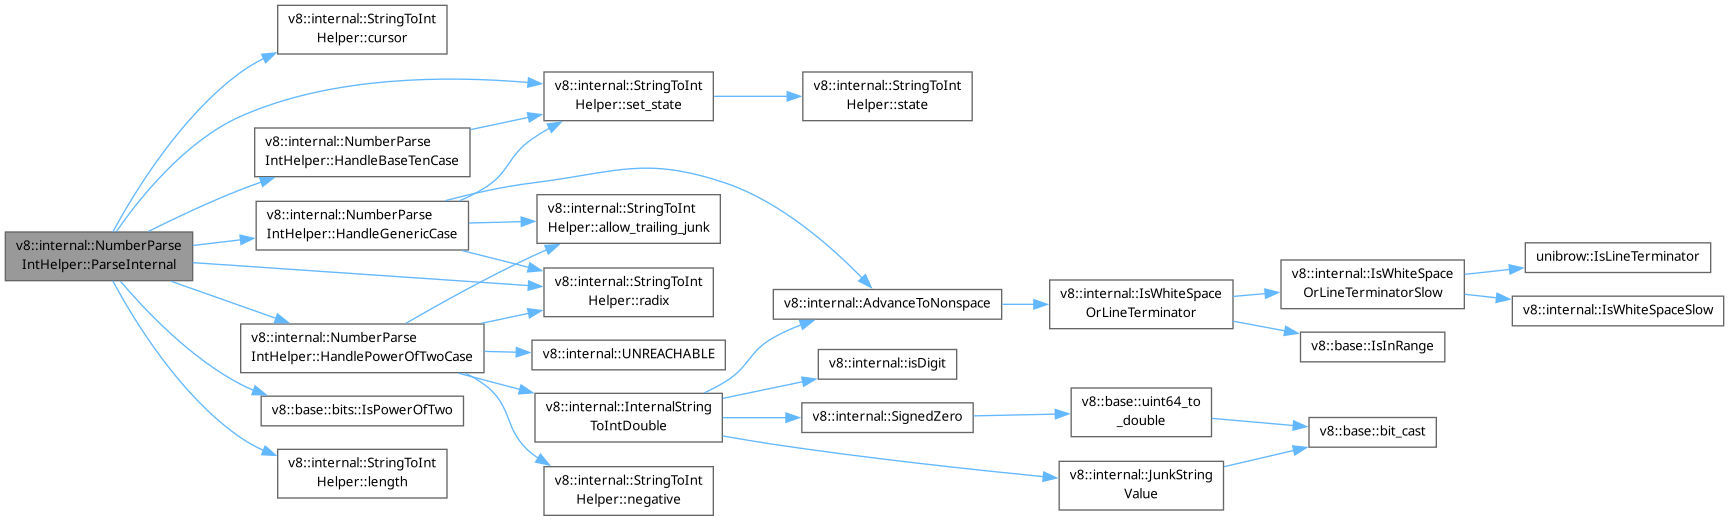 v8::internal::NumberParse
IntHelper::ParseInternal
v8::internal::StringToInt
Helper::cursor
v8::internal::StringToInt
Helper::set_state
v8::internal::StringToInt
Helper::state
v8::internal::NumberParse
IntHelper::HandleBaseTenCase
v8::internal::NumberParse
IntHelper::HandleGenericCase
v8::internal::StringToInt
Helper::allow_trailing_junk
v8::internal::StringToInt
Helper::radix
v8::internal::AdvanceToNonspace
v8::internal::IsWhiteSpace
OrLineTerminator
v8::internal::IsWhiteSpace
OrLineTerminatorSlow
unibrow::IsLineTerminator
v8::internal::IsWhiteSpaceSlow
v8::base::IsInRange
v8::internal::NumberParse
IntHelper::HandlePowerOfTwoCase
v8::internal::UNREACHABLE
v8::internal::InternalString
ToIntDouble
v8::internal::isDigit
v8::internal::SignedZero
v8::base::uint64_to
_double
v8::base::bit_cast
v8::internal::JunkString
Value
v8::internal::StringToInt
Helper::negative
v8::base::bits::IsPowerOfTwo
v8::internal::StringToInt
Helper::length